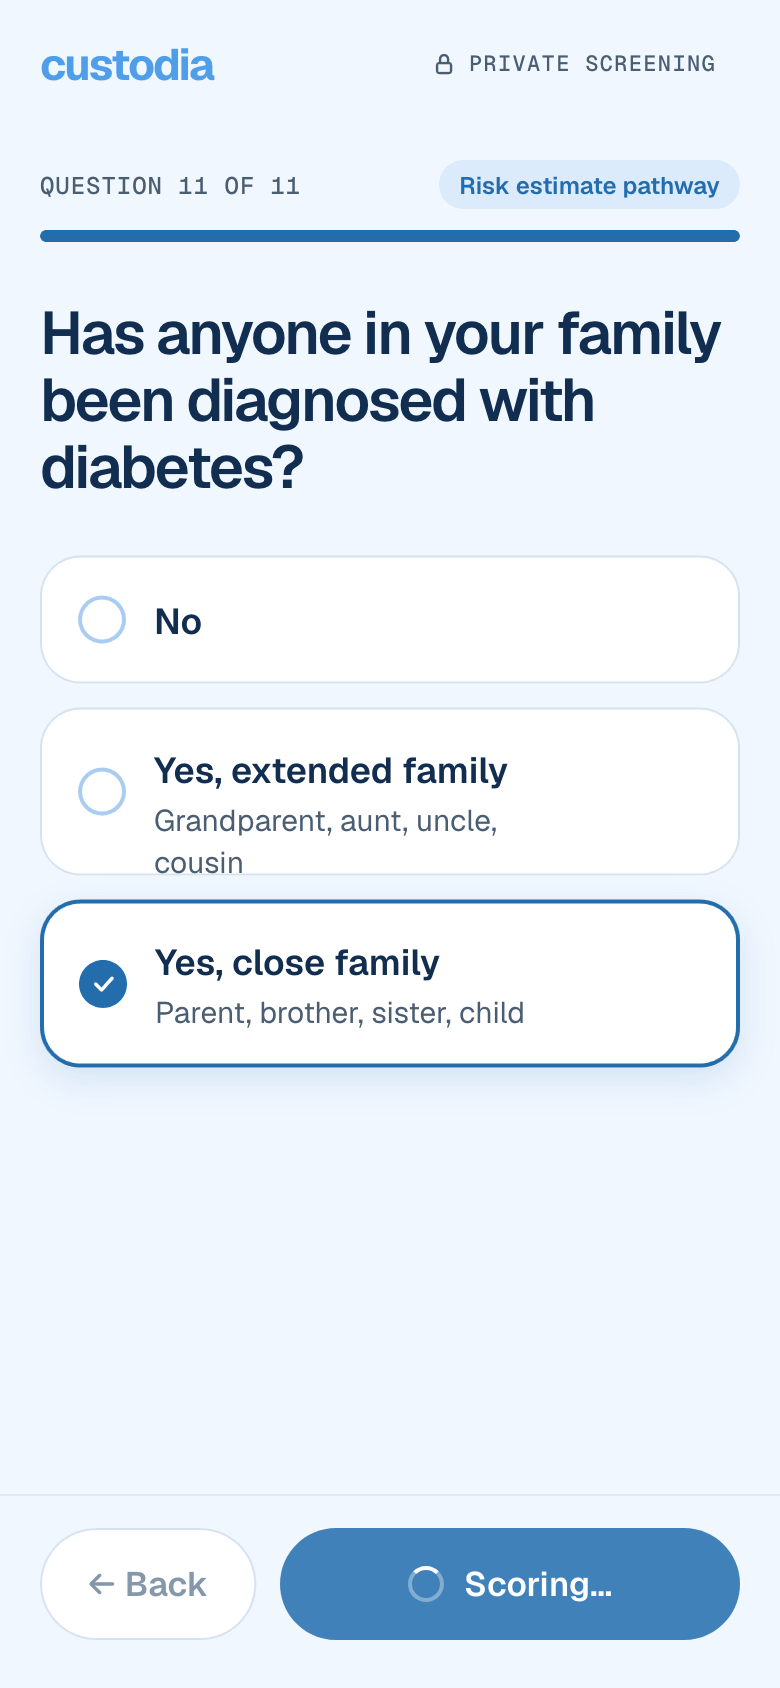 custodia
PRIVATE SCREENING
QUESTION 11 OF 11
Risk estimate pathway
Has anyone in your family
been diagnosed with
diabetes?
No
Yes, extended family
Grandparent, aunt, uncle,
cousin
Yes, close family
Parent, brother, sister, child
← Back
Scoring...